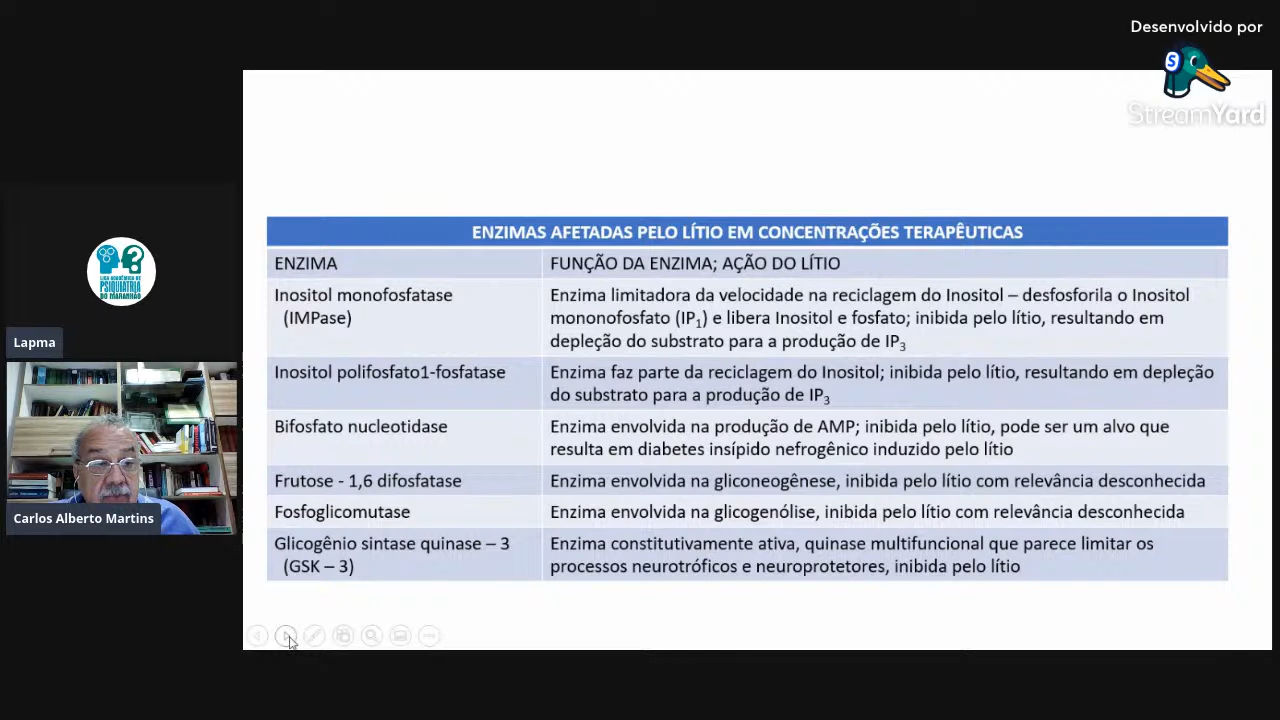 Desenvolvido por
S
StreamYard
LIGA ACADÊMICA DE
PSIQUIATRIA
DO MARANHÃO
Lapma
Carlos Alberto Martins
ENZIMAS AFETADAS PELO LÍTIO EM CONCENTRAÇÕES TERAPÊUTICAS
ENZIMA
FUNÇÃO DA ENZIMA; AÇÃO DO LÍTIO
Inositol monofosfatase
(IMPase)
Enzima limitadora da velocidade na reciclagem do Inositol – desfosforila o Inositol
mononofosfato (IP₁) e libera Inositol e fosfato; inibida pelo lítio, resultando em
depleção do substrato para a produção de IP₃
Inositol polifosfato1-fosfatase
Enzima faz parte da reciclagem do Inositol; inibida pelo lítio, resultando em depleção
do substrato para a produção de IP₃
Bifosfato nucleotidase
Enzima envolvida na produção de AMP; inibida pelo lítio, pode ser um alvo que
resulta em diabetes insípido nefrogênico induzido pelo lítio
Frutose - 1,6 difosfatase
Enzima envolvida na gliconeogênse, inibida pelo lítio com relevância desconhecida
Fosfoglicomutase
Enzima envolvida na glicogenólise, inibida pelo lítio com relevância desconhecida
Glicogênio sintase quinase – 3
(GSK – 3)
Enzima constitutivamente ativa, quinase multifuncional que parece limitar os
processos neurotróficos e neuroprotetores, inibida pelo lítio